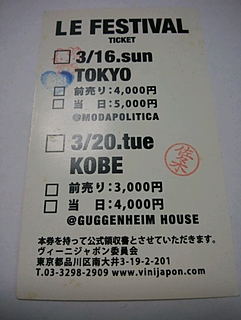 LE FESTIVAL
TICKET
3/16.sun
TOKYO
前売り:4,000円
当 日:5,000円
@MODAPOLITICA
3/20.tue
KOBE
前売り:3,000円
当 日:4,000円
@GUGGENHEIM HOUSE
本券を持って公式領収書とさせていただきます。
ヴィーニジャポン委員会
東京都品川区南大井3-19-2-201
T.03-3298-2909 www.vinijapon.com